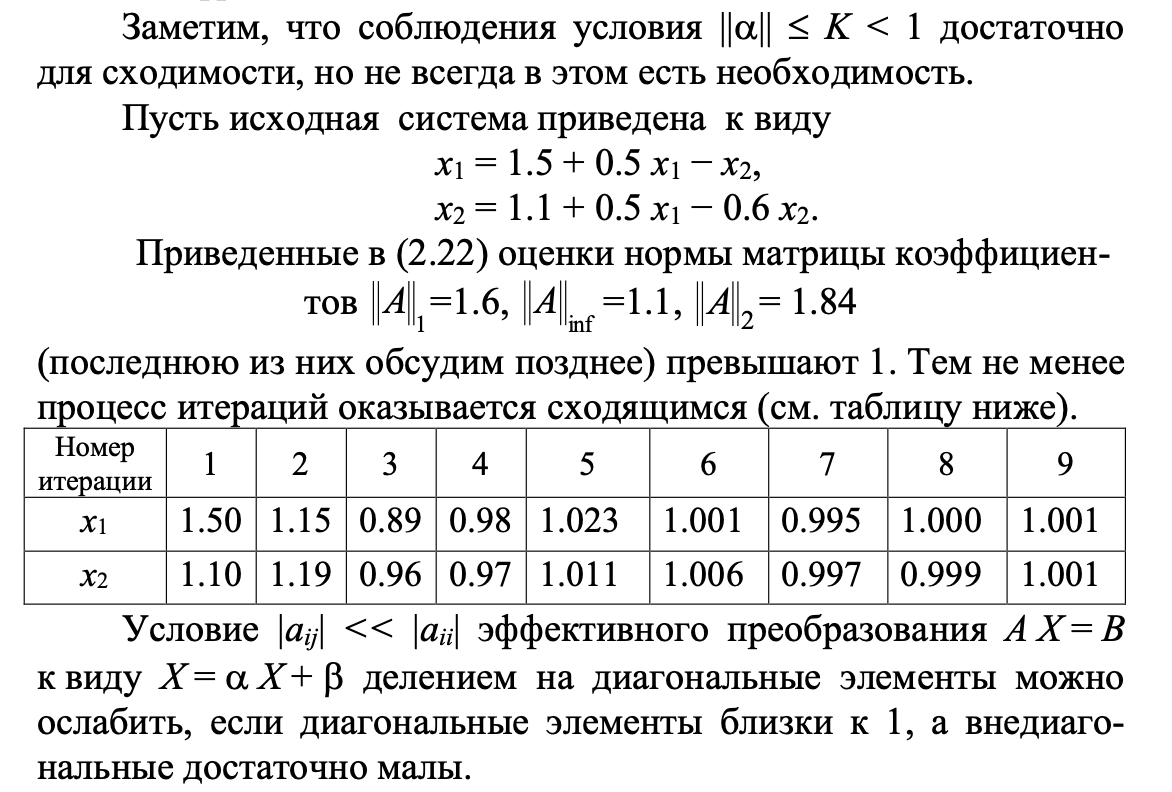 Заметим, что соблюдения условия ||α|| ≤ K < 1 достаточно
для сходимости, но не всегда в этом есть необходимость.
Пусть исходная система приведена к виду
x₁ = 1.5 + 0.5 x₁ − x₂,
x₂ = 1.1 + 0.5 x₁ − 0.6 x₂.
Приведенные в (2.22) оценки нормы матрицы коэффициен-
тов ||A||₁ =1.6, ||A||inf =1.1, ||A||₂ = 1.84
(последнюю из них обсудим позднее) превышают 1. Тем не менее
процесс итераций оказывается сходящимся (см. таблицу ниже).
Номер
итерации 1 2 3 4 5 6 7 8 9
x₁ 1.50 1.15 0.89 0.98 1.023 1.001 0.995 1.000 1.001
x₂ 1.10 1.19 0.96 0.97 1.011 1.006 0.997 0.999 1.001
Условие |aij| << |aii| эффективного преобразования A X = B
к виду X = α X + β делением на диагональные элементы можно
ослабить, если диагональные элементы близки к 1, а внедиаго-
нальные достаточно малы.